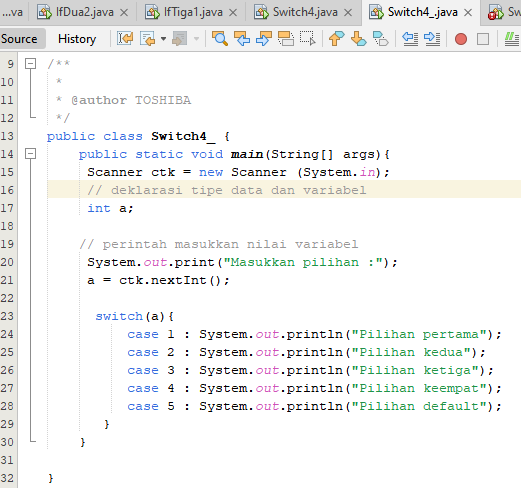 ...va IfDua2.java IfTiga1.java Switch4.java Switch4_.java Sw
Source History
9 /**
10 *
11 * @author TOSHIBA
12 */
13 public class Switch4_ {
14 public static void main(String[] args){
15 Scanner ctk = new Scanner (System.in);
16 // deklarasi tipe data dan variabel
17 int a;
18
19 // perintah masukkan nilai variabel
20 System.out.print("Masukkan pilihan :");
21 a = ctk.nextInt();
22
23 switch(a){
24 case 1 : System.out.println("Pilihan pertama");
25 case 2 : System.out.println("Pilihan kedua");
26 case 3 : System.out.println("Pilihan ketiga");
27 case 4 : System.out.println("Pilihan keempat");
28 case 5 : System.out.println("Pilihan default");
29 }
30 }
31
32 }